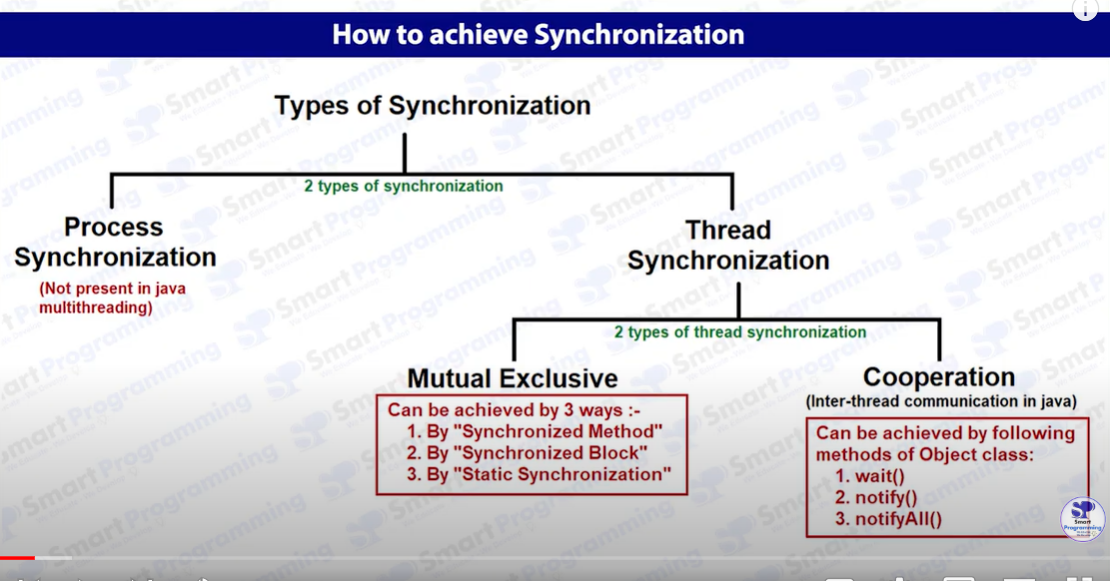 How to achieve Synchronization
Types of Synchronization
2 types of synchronization
Process
Synchronization
(Not present in java
multithreading)
Thread
Synchronization
2 types of thread synchronization
Mutual Exclusive
Can be achieved by 3 ways :-
1. By "Synchronized Method"
2. By "Synchronized Block"
3. By "Static Synchronization"
Cooperation
(Inter-thread communication in java)
Can be achieved by following
methods of Object class:
1. wait()
2. notify()
3. notifyAll()
SP
Smart
Programming